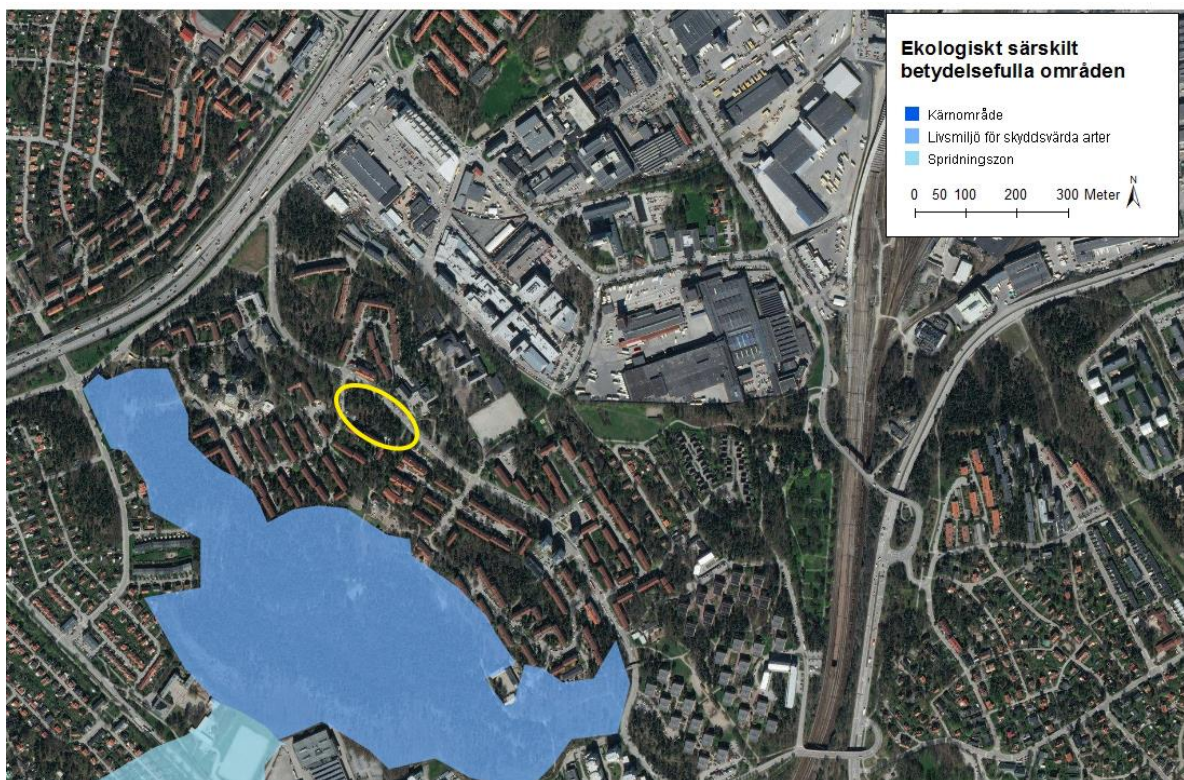 Ekologiskt särskilt
betydelsefulla områden
Kärnområde
Livsmiljö för skyddsvärda arter
Spridningszon
0 50 100 200 300 Meter
N